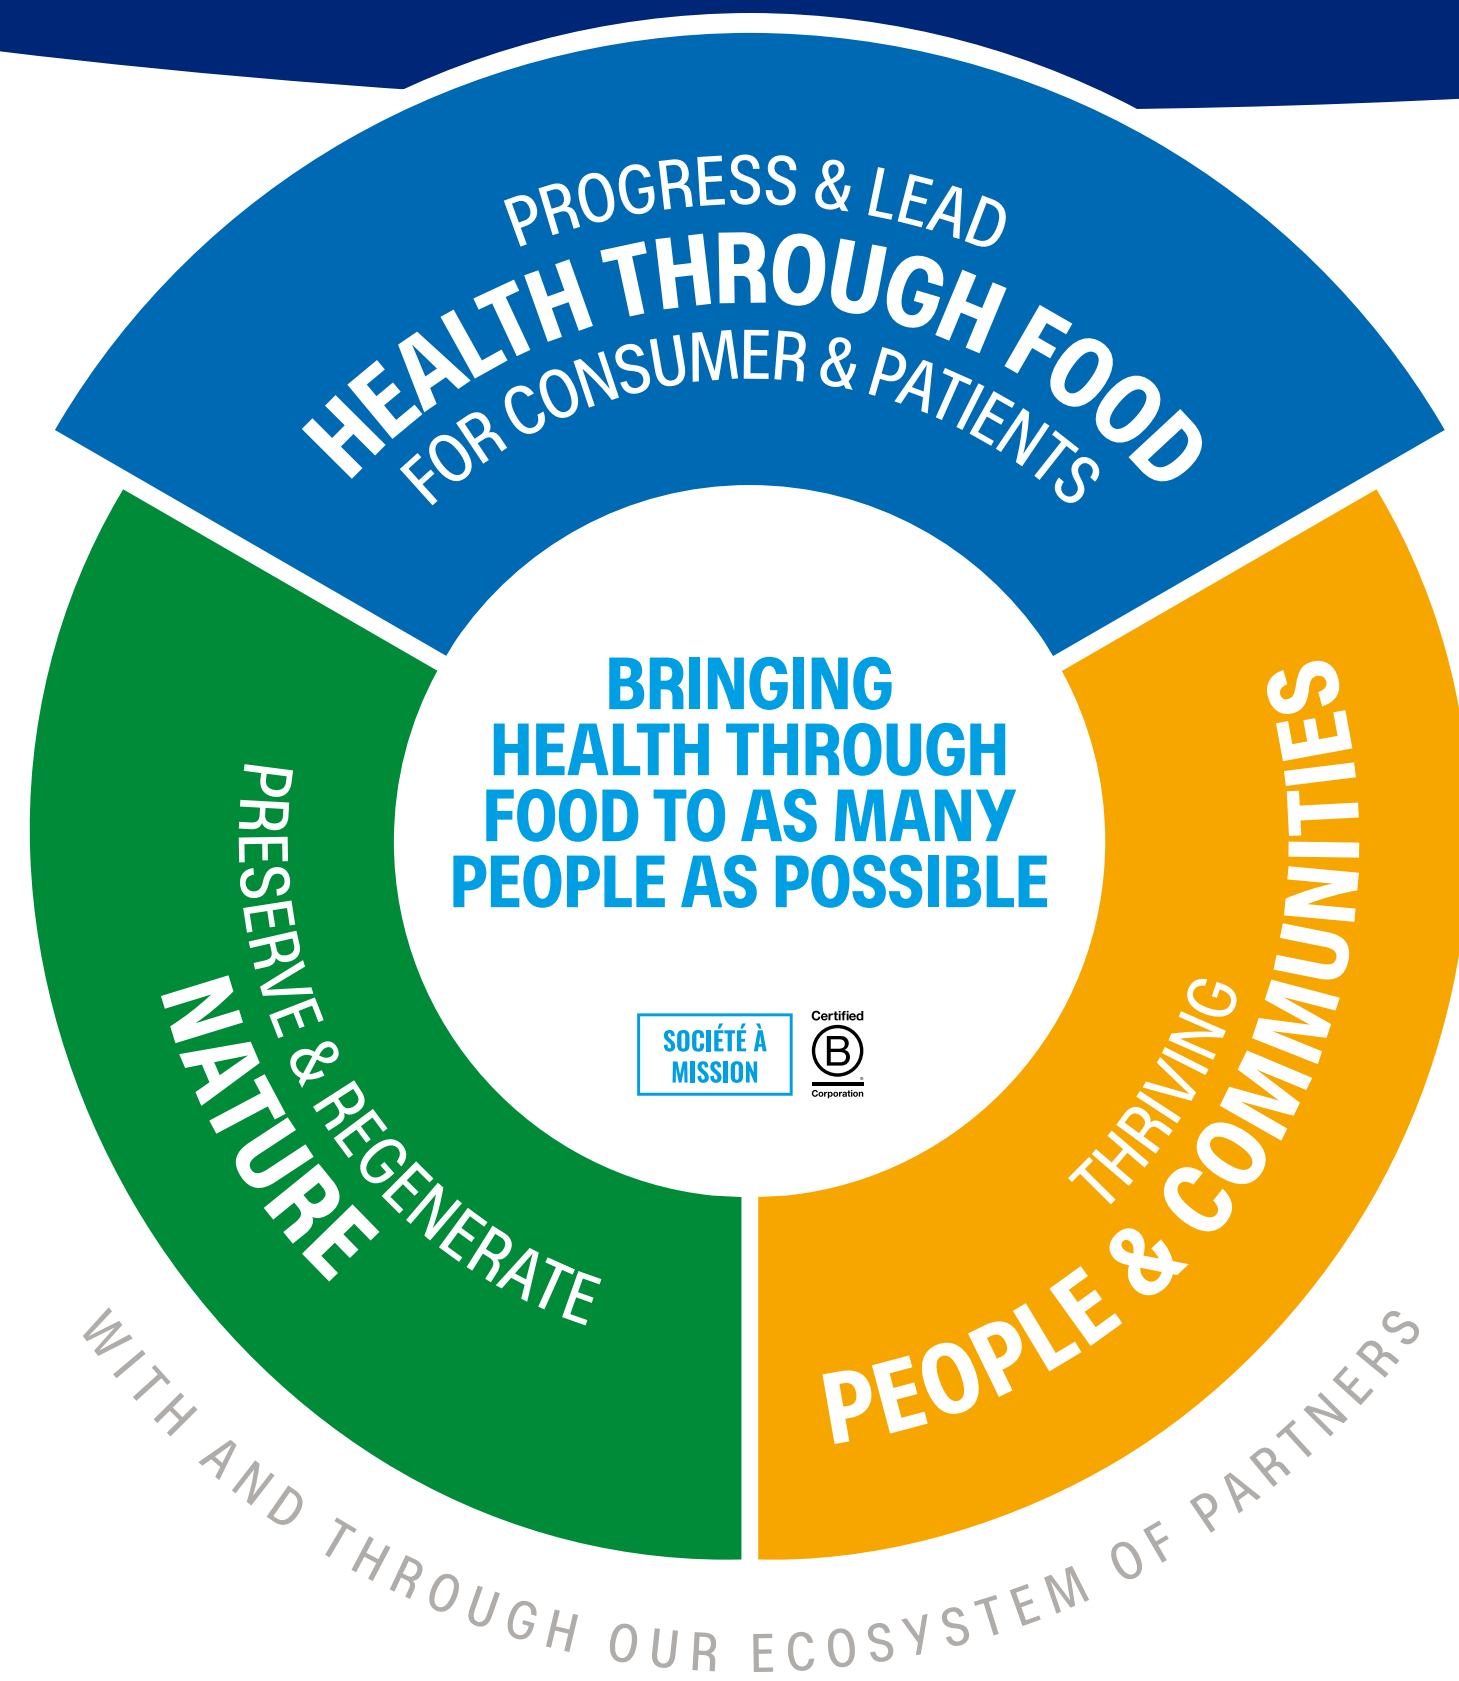 PROGRESS & LEAD
HEALTH THROUGH FOOD
FOR CONSUMER & PATIENTS
BRINGING
HEALTH THROUGH
FOOD TO AS MANY
PEOPLE AS POSSIBLE
SOCIÉTÉ À
MISSION
Certified
B
Corporation
PRESERVE & REGENERATE
NATURE
THRIVING
PEOPLE & COMMUNITIES
WITH AND THROUGH OUR ECOSYSTEM OF PARTNERS